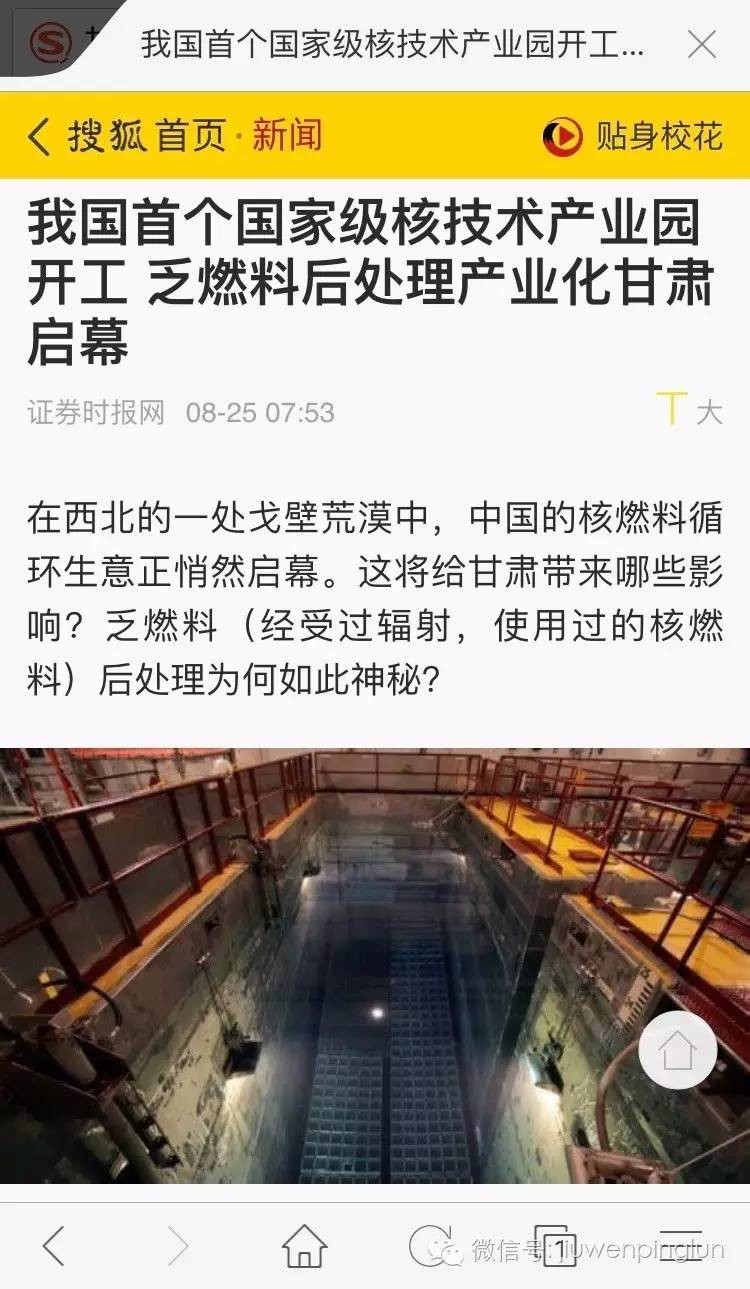 我国首个国家级核技术产业园开工...
搜狐首页·新闻
贴身校花
我国首个国家级核技术产业园
开工 乏燃料后处理产业化甘肃
启幕
证券时报网 08-25 07:53
大
在西北的一处戈壁荒漠中，中国的核燃料循
环生意正悄然启幕。这将给甘肃带来哪些影
响？乏燃料（经受过辐射，使用过的核燃
料）后处理为何如此神秘？
1
微信号: jiuwenpinglun